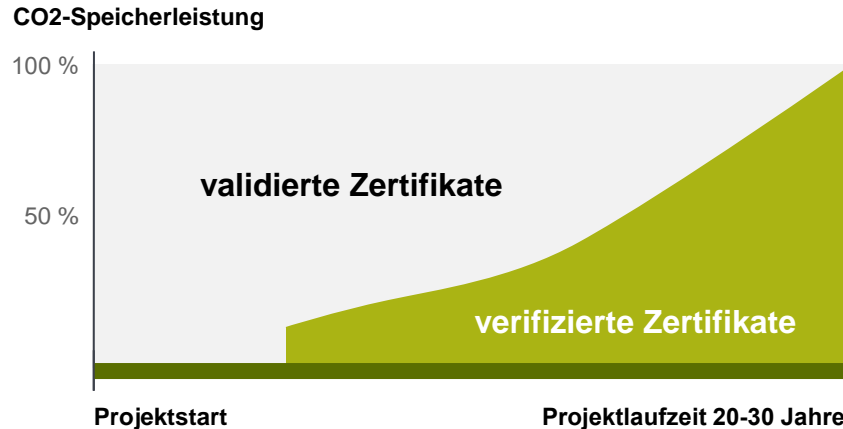 CO2-Speicherleistung
100 %
validierte Zertifikate
50 %
verifizierte Zertifikate
Projektstart
Projektlaufzeit 20-30 Jahre